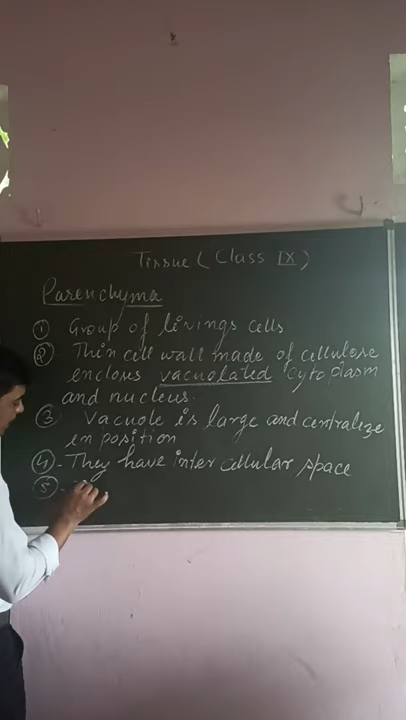 Tissue ( Class IX )
Parenchyma
① Group of livings cells
② - Thin cell wall made of cellulose
encloses vacuolated cytoplasm
and nucleus.
③ Vacuole is large and centralize
in position
④ - They have inter cellular space
⑤ -